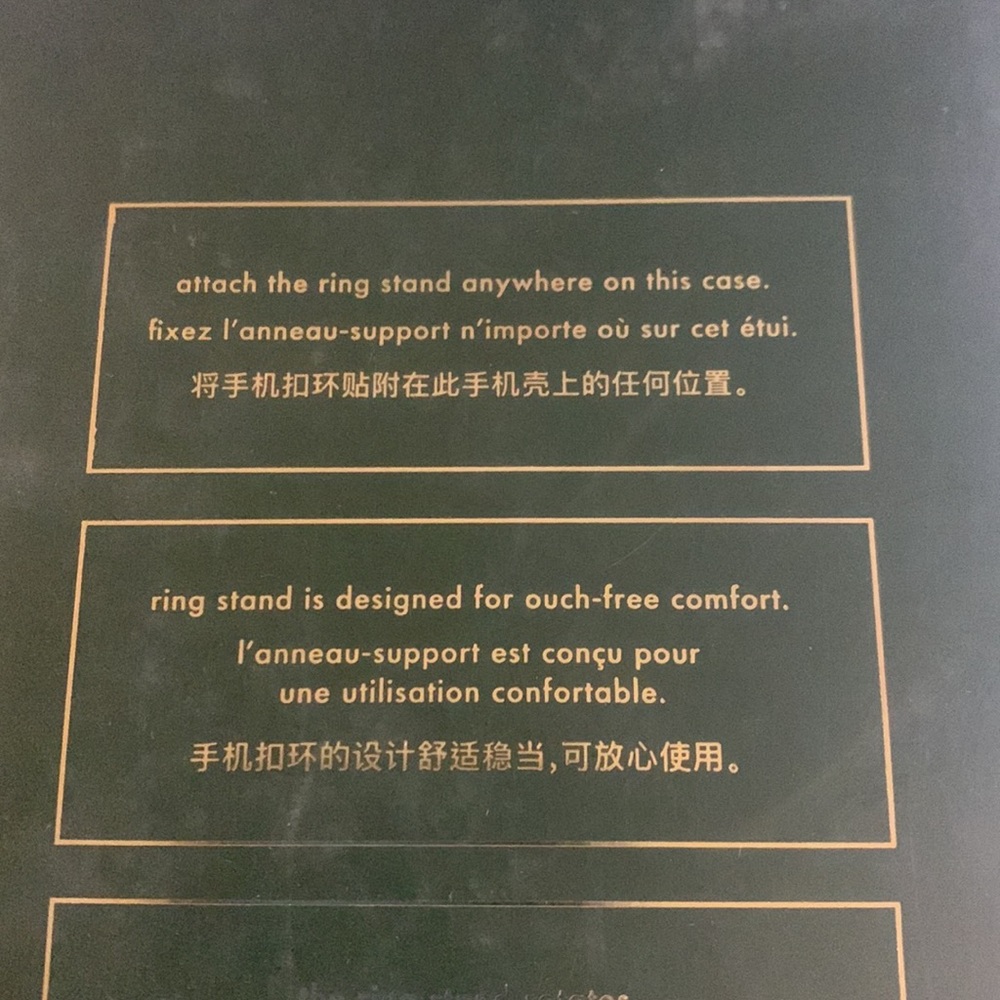 attach the ring stand anywhere on this case.
fixez l'anneau-support n'importe où sur cet étui.
将手机扣环贴附在此手机壳上的任何位置。
ring stand is designed for ouch-free comfort.
l'anneau-support est conçu pour
une utilisation confortable.
手机扣环的设计舒适稳当,可放心使用。